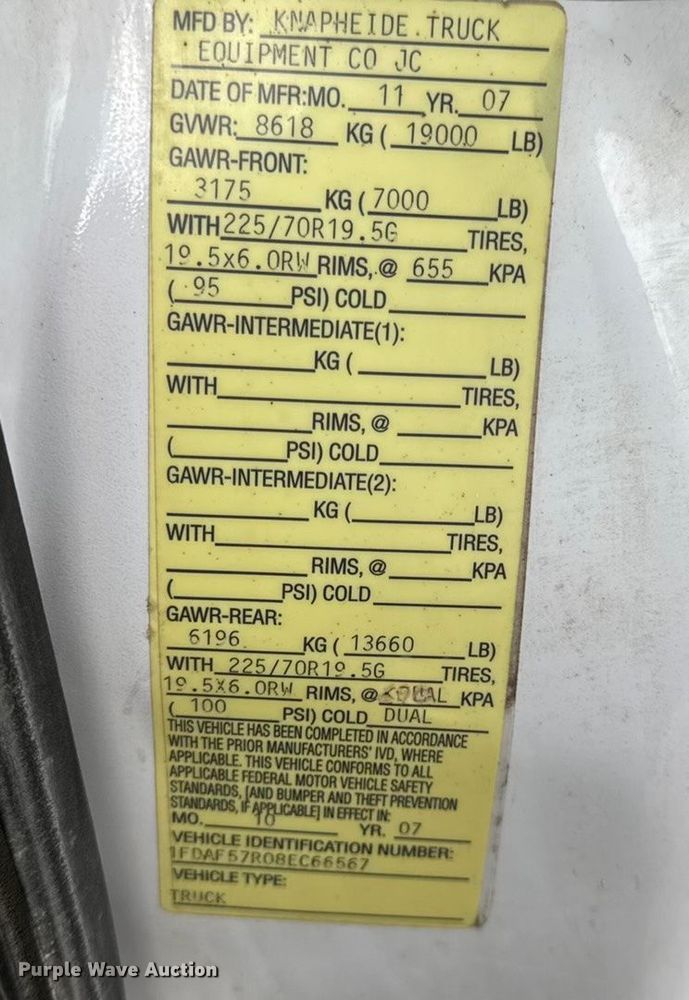 MFD BY: KNAPHEIDE TRUCK
EQUIPMENT CO JC
DATE OF MFR:MO. 11 YR. 07
GVWR: 8618 KG ( 19000 LB)
GAWR-FRONT:
3175 KG ( 7000 LB)
WITH 225/70R19.5G TIRES,
19.5x6.0RW RIMS, @ 655 KPA
( 95 PSI) COLD
GAWR-INTERMEDIATE(1):
KG ( LB)
WITH TIRES,
RIMS, @ KPA
( PSI) COLD
GAWR-INTERMEDIATE(2):
KG ( LB)
WITH TIRES,
RIMS, @ KPA
( PSI) COLD
GAWR-REAR:
6196 KG ( 13660 LB)
WITH 225/70R19.5G TIRES,
19.5X6.0RW RIMS, @ KPA
( 100 PSI) COLD DUAL
THIS VEHICLE HAS BEEN COMPLETED IN ACCORDANCE
WITH THE PRIOR MANUFACTURERS' IVD, WHERE
APPLICABLE. THIS VEHICLE CONFORMS TO ALL
APPLICABLE FEDERAL MOTOR VEHICLE SAFETY
STANDARDS, [AND BUMPER AND THEFT PREVENTION
STANDARDS, IF APPLICABLE] IN EFFECT IN:
MO. 10 YR. 07
VEHICLE IDENTIFICATION NUMBER:
1FDAF57R08EC66567
VEHICLE TYPE:
TRUCK
Purple Wave Auction